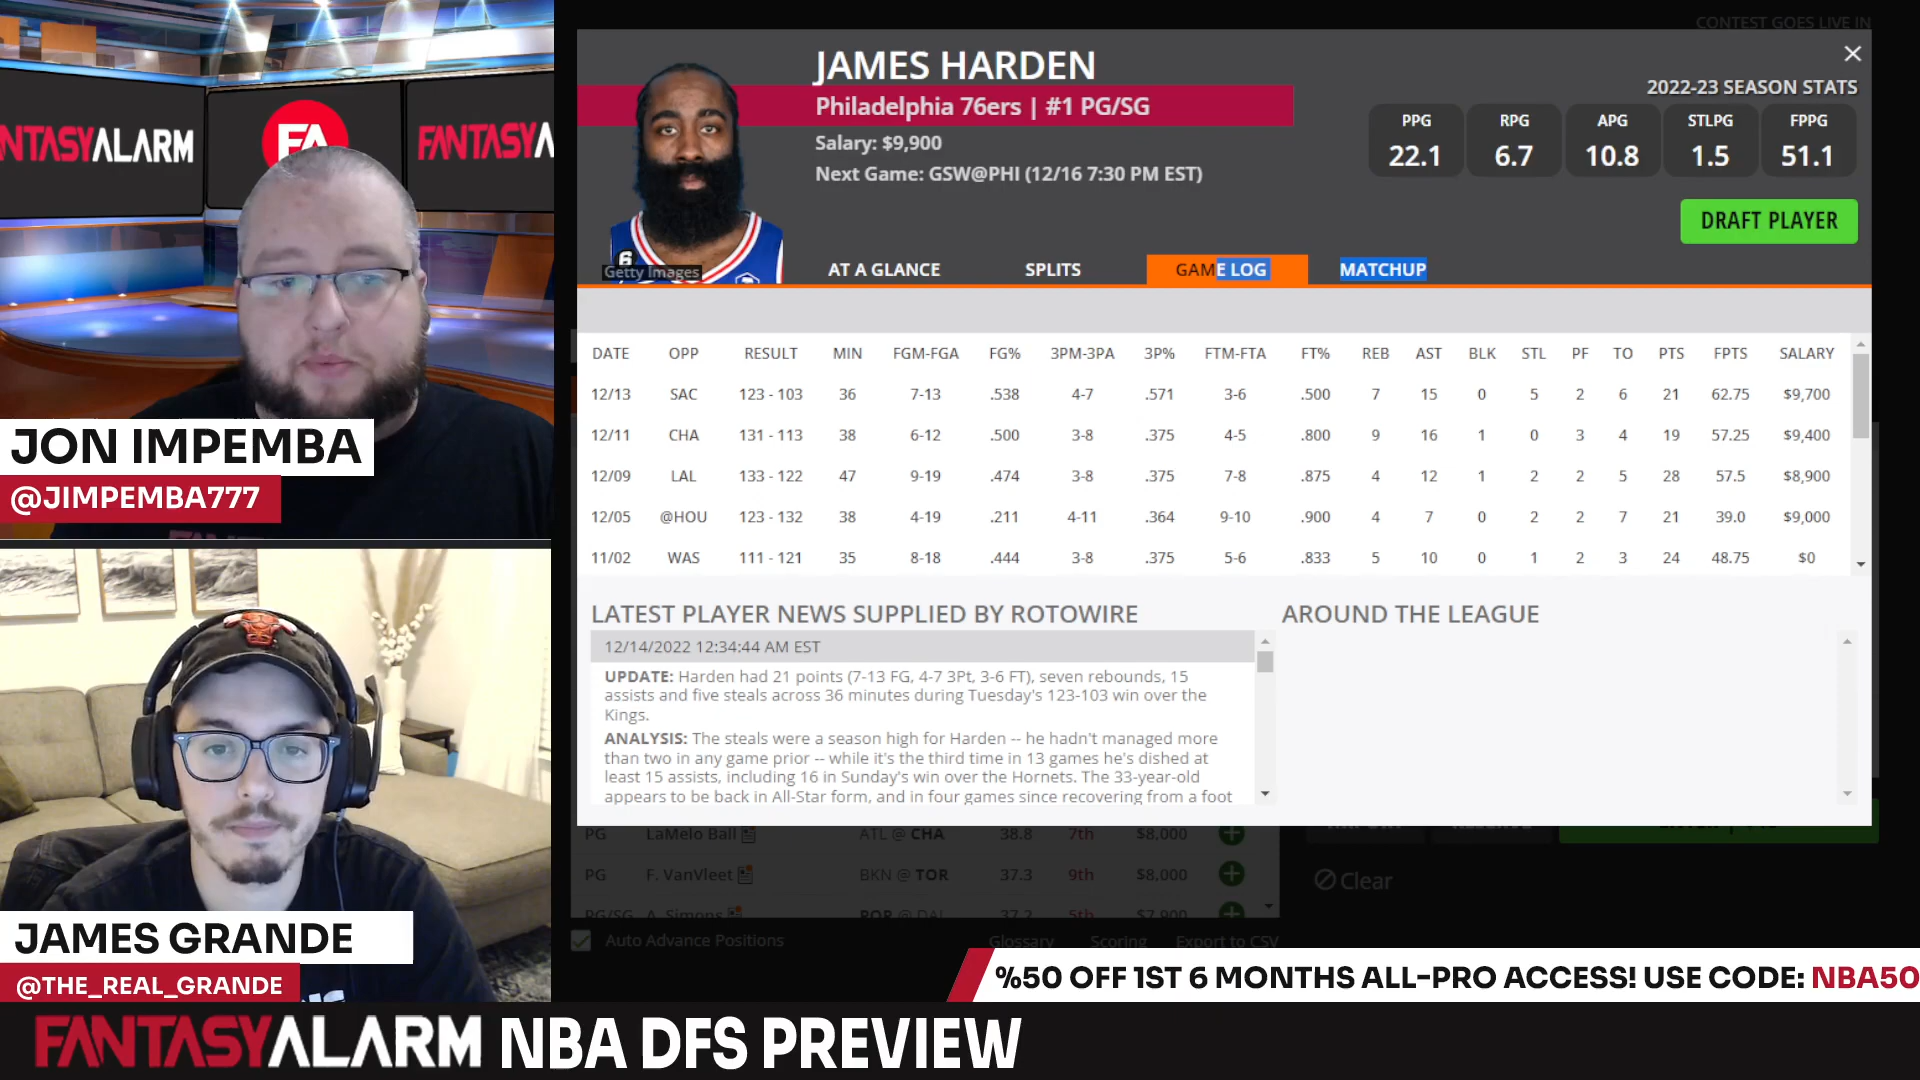 CONTEST GOES LIVE IN
NTASYALARM
FA
FANTASYA
JON IMPEMBA
@JIMPEMBA777
JAMES GRANDE
@THE_REAL_GRANDE
JAMES HARDEN
Philadelphia 76ers | #1 PG/SG
Salary: $9,900
Next Game: GSW@PHI (12/16 7:30 PM EST)
Getty Images
2022-23 SEASON STATS
PPG RPG APG STLPG FPPG
22.1 6.7 10.8 1.5 51.1
DRAFT PLAYER
AT A GLANCE SPLITS GAME LOG MATCHUP
DATE OPP RESULT MIN FGM-FGA FG% 3PM-3PA 3P% FTM-FTA FT% REB AST BLK STL PF TO PTS FPTS SALARY
12/13 SAC 123 - 103 36 7-13 .538 4-7 .571 3-6 .500 7 15 0 5 2 6 21 62.75 $9,700
12/11 CHA 131 - 113 38 6-12 .500 3-8 .375 4-5 .800 9 16 1 0 3 4 19 57.25 $9,400
12/09 LAL 133 - 122 47 9-19 .474 3-8 .375 7-8 .875 4 12 1 2 2 5 28 57.5 $8,900
12/05 @HOU 123 - 132 38 4-19 .211 4-11 .364 9-10 .900 4 7 0 2 2 7 21 39.0 $9,000
11/02 WAS 111 - 121 35 8-18 .444 3-8 .375 5-6 .833 5 10 0 1 2 3 24 48.75 $0
LATEST PLAYER NEWS SUPPLIED BY ROTOWIRE
12/14/2022 12:34:44 AM EST
UPDATE: Harden had 21 points (7-13 FG, 4-7 3Pt, 3-6 FT), seven rebounds, 15
assists and five steals across 36 minutes during Tuesday's 123-103 win over the
Kings.
ANALYSIS: The steals were a season high for Harden -- he hadn't managed more
than two in any game prior -- while it's the third time in 13 games he's dished at
least 15 assists, including 16 in Sunday's win over the Hornets. The 33-year-old
appears to be back in All-Star form, and in four games since recovering from a foot
AROUND THE LEAGUE
PG LaMelo Ball ATL @ CHA 38.8 7th $8,000
PG F. VanVleet BKN @ TOR 37.3 9th $8,000
PG/SG A. Simons POR @ DAL 37.2 5th $7,900
Clear
Auto Advance Positions
Glossary Scoring Export to CSV
%50 OFF 1ST 6 MONTHS ALL-PRO ACCESS! USE CODE: NBA50
FANTASYALARM NBA DFS PREVIEW